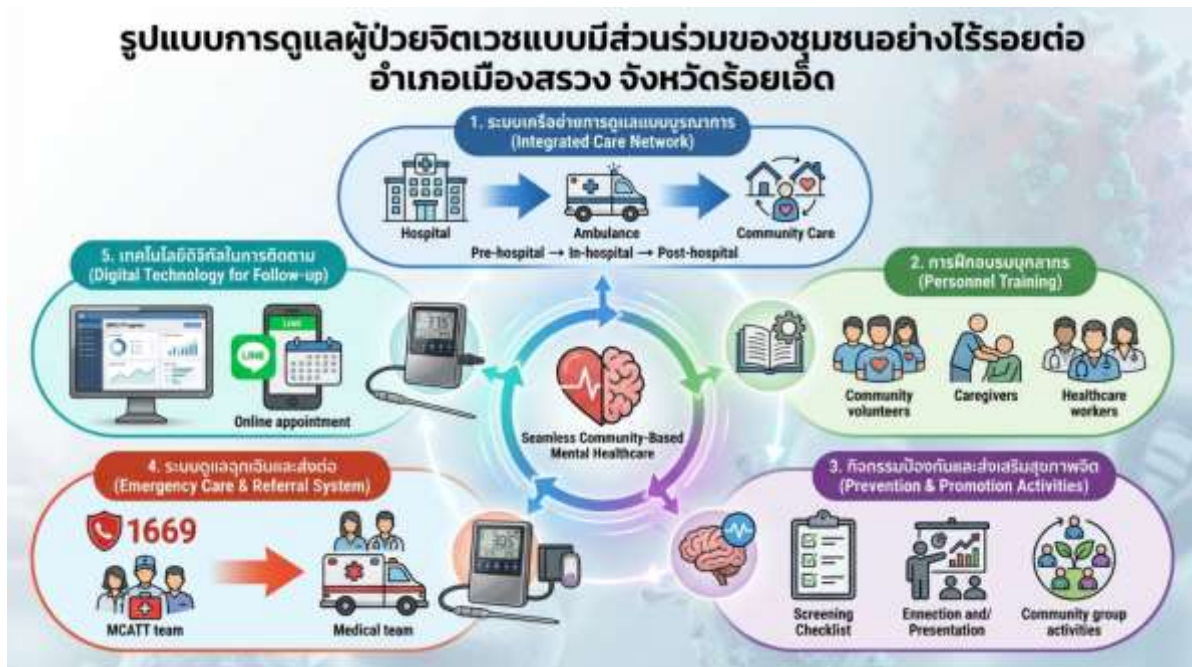 รูปแบบการดูแลผู้ป่วยจิตเวชแบบมีส่วนร่วมของชุมชนอย่างไร้รอยต่อ
อำเภอเมืองสรวง จังหวัดร้อยเอ็ด
1. ระบบเครือข่ายการดูแลแบบบูรณาการ
(Integrated Care Network)
Hospital
Ambulance
Community Care
Pre-hospital → In-hospital → Post-hospital
2. การฝึกอบรมบุคลากร
(Personnel Training)
Community
volunteers
Caregivers
Healthcare
workers
3. กิจกรรมป้องกันและส่งเสริมสุขภาพจิต
(Prevention & Promotion Activities)
Screening
Checklist
Ennection and/
Presentation
Community group
activities
4. ระบบดูแลฉุกเฉินและส่งต่อ
(Emergency Care & Referral System)
1669
MCATT team
Medical team
5. เทคโนโลยีดิจิทัลในการติดตาม
(Digital Technology for Follow-up)
LINE
LINE
Online appointment
Seamless Community-Based
Mental Healthcare